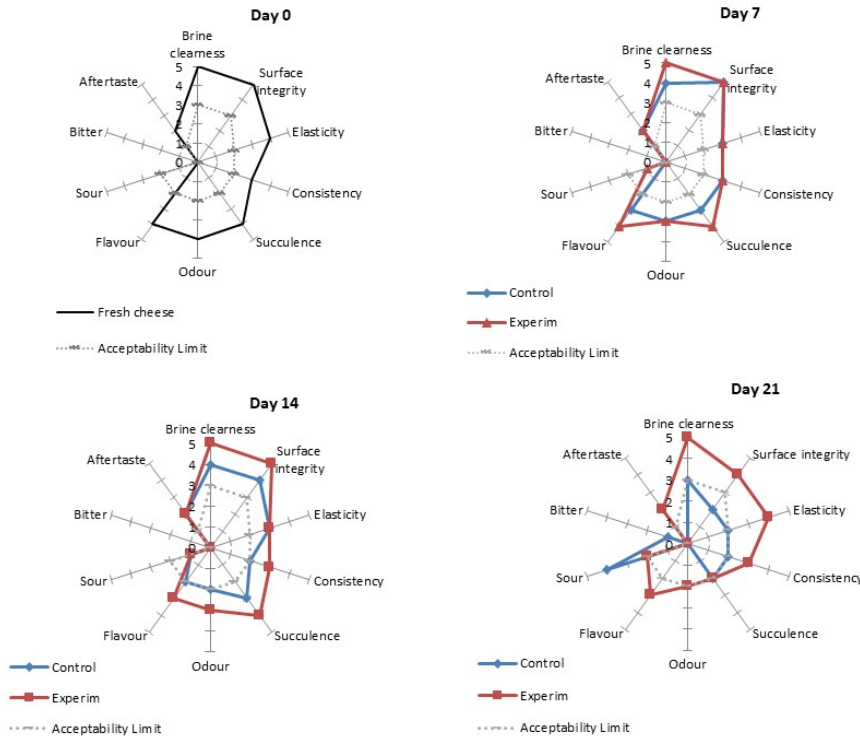 Day 0
Brine
clearness
5
4
3
2
1
0
Surface
integrity
Elasticity
Consistency
Succulence
Odour
Flavour
Sour
Bitter
Aftertaste
Fresh cheese
Acceptability Limit
Day 7
Brine clearness
5
4
3
2
1
0
Surface
integrity
Elasticity
Consistency
Succulence
Odour
Flavour
Sour
Bitter
Aftertaste
Control
Experim
Acceptability Limit
Day 14
Brine clearness
5
4
3
2
1
0
Surface
integrity
Elasticity
Consistency
Succulence
Odour
Flavour
Sour
Bitter
Aftertaste
Control
Experim
Acceptability Limit
Day 21
Brine clearness
5
4
3
2
1
0
Surface integrity
Elasticity
Consistency
Succulence
Odour
Flavour
Sour
Bitter
Aftertaste
Control
Experim
Acceptability Limit